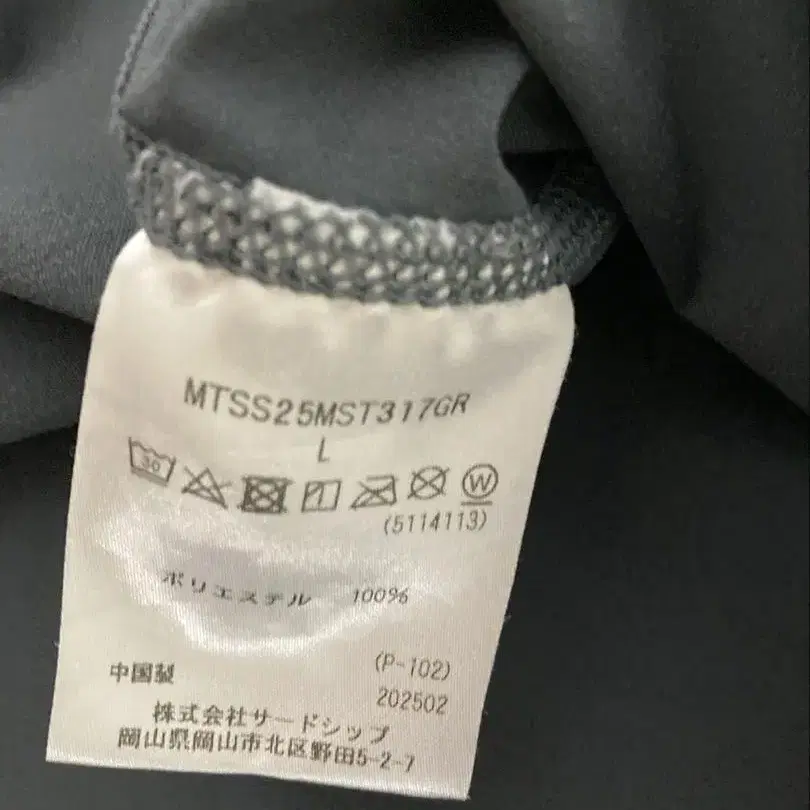 MTSS25MST317GR
L
30
W
(5114113)
ポリエステル 100%
中国製 (P-102)
202502
株式会社サードシップ
岡山県岡山市北区野田5-2-7